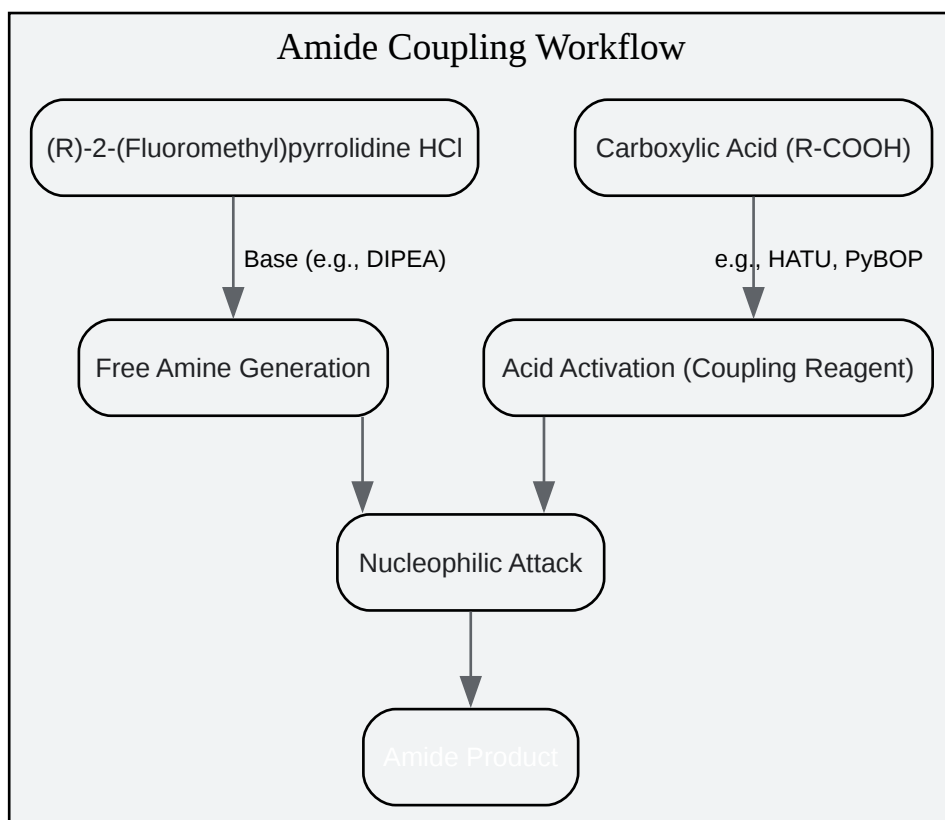 Amide Coupling Workflow
(R)-2-(Fluoromethyl)pyrrolidine HCl
Carboxylic Acid (R-COOH)
Base (e.g., DIPEA)
e.g., HATU, PyBOP
Free Amine Generation
Acid Activation (Coupling Reagent)
Nucleophilic Attack
Amide Product